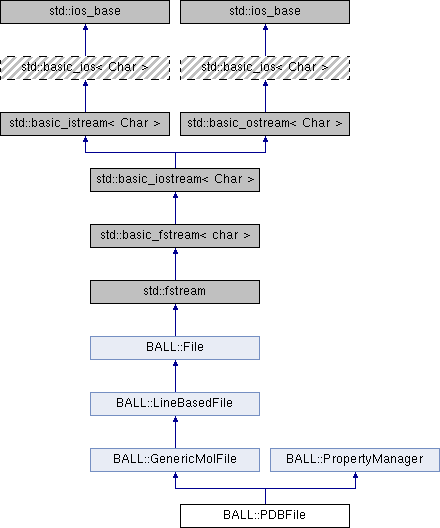 std::ios_base
std::ios_base
std::basic_ios< Char >
std::basic_ios< Char >
std::basic_istream< Char >
std::basic_ostream< Char >
std::basic_iostream< Char >
std::basic_fstream< char >
std::fstream
BALL::File
BALL::LineBasedFile
BALL::GenericMolFile
BALL::PropertyManager
BALL::PDBFile